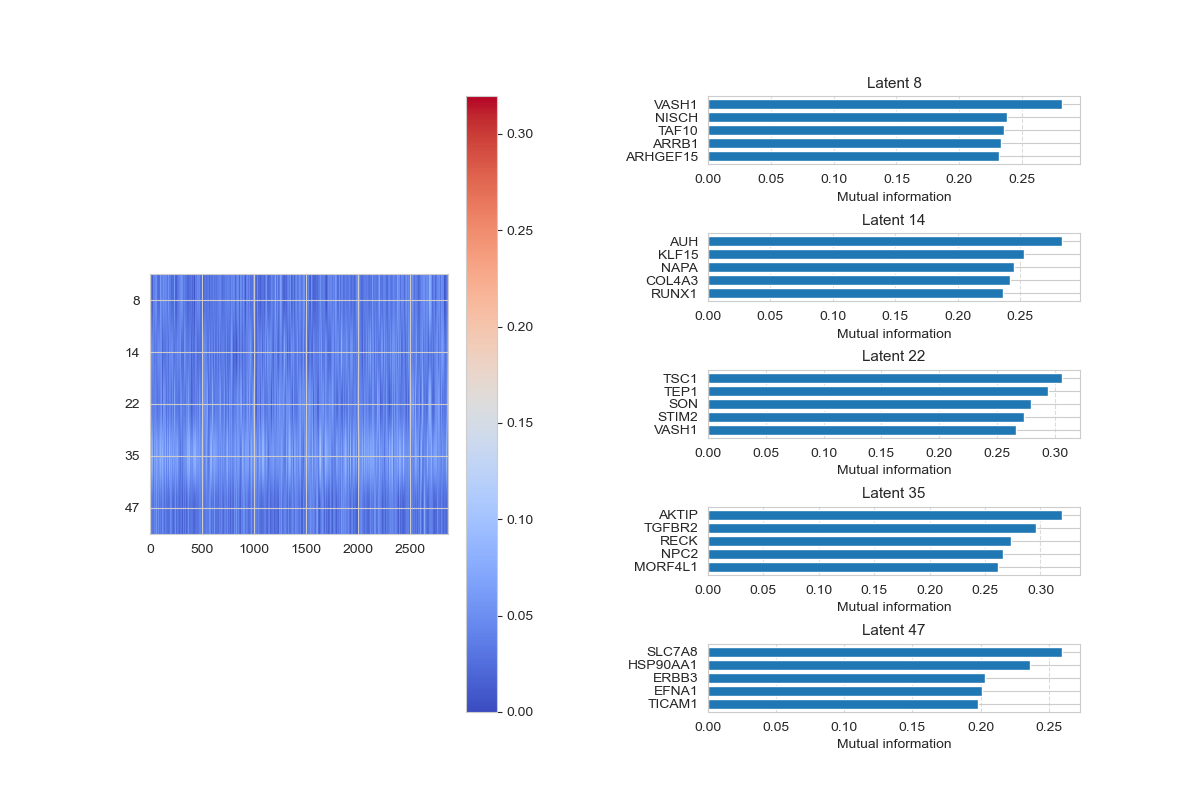 8
14
22
35
47
0 500 1000 1500 2000 2500
0.30
0.25
0.20
0.15
0.10
0.05
0.00
Latent 8
VASH1
NISCH
TAF10
ARRB1
ARHGEF15
0.00 0.05 0.10 0.15 0.20 0.25
Mutual information
Latent 14
AUH
KLF15
NAPA
COL4A3
RUNX1
0.00 0.05 0.10 0.15 0.20 0.25
Mutual information
Latent 22
TSC1
TEP1
SON
STIM2
VASH1
0.00 0.05 0.10 0.15 0.20 0.25 0.30
Mutual information
Latent 35
AKTIP
TGFBR2
RECK
NPC2
MORF4L1
0.00 0.05 0.10 0.15 0.20 0.25 0.30
Mutual information
Latent 47
SLC7A8
HSP90AA1
ERBB3
EFNA1
TICAM1
0.00 0.05 0.10 0.15 0.20 0.25
Mutual information